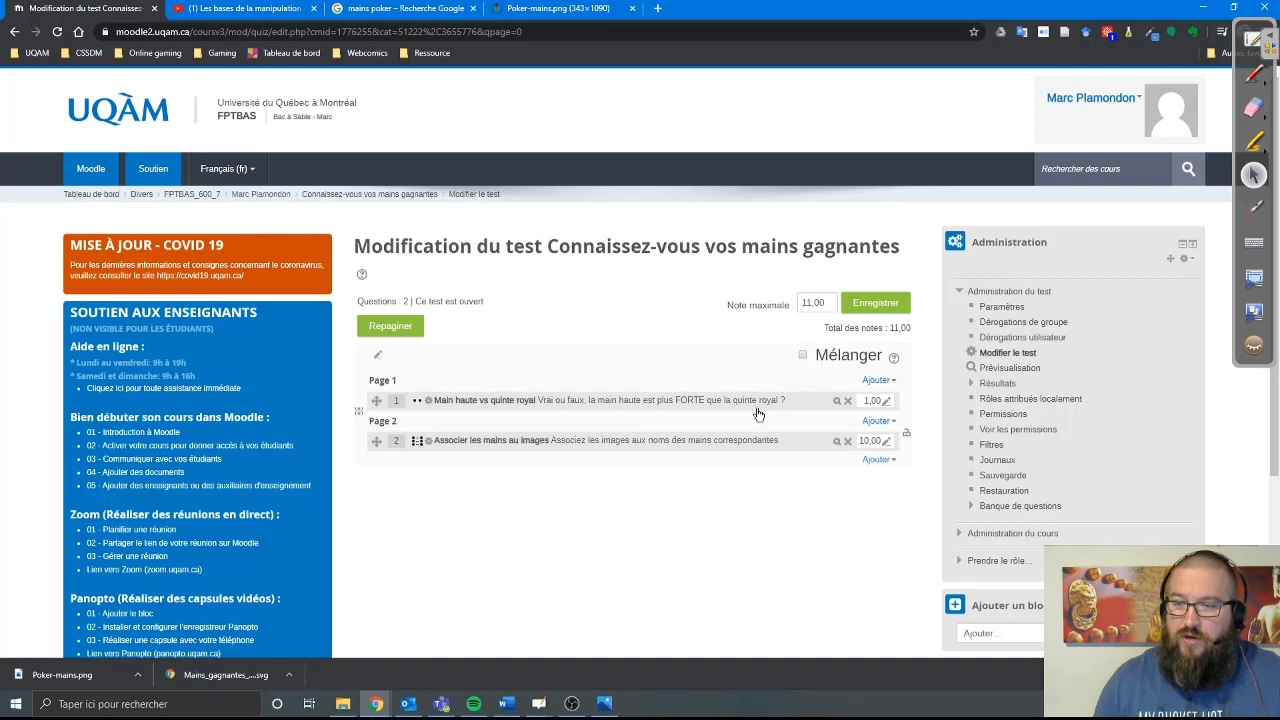 Modification du test Connaissez-
(1) Les bases de la manipulation
mains poker – Recherche Google
Poker-mains.png (343×1090)
moodle2.uqam.ca/coursv3/mod/quiz/edit.php?cmid=1776255&cat=51222%2C3655776&qpage=0
UQAM
CSSDM
Online gaming
Gaming
Tableau de bord
Webcomics
Ressource
UQÀM
Université du Québec à Montréal
FPTBAS
Bac à Sable - Marc
Marc Plamondon
Moodle
Soutien
Français (fr)
Rechercher des cours
Tableau de bord › Divers › FPTBAS_600_7 › Marc Plamondon › Connaissez-vous vos mains gagnantes › Modifier le test
MISE À JOUR - COVID 19
Pour les dernières informations et consignes concernant le coronavirus,
veuillez consulter le site https://covid19.uqam.ca/
SOUTIEN AUX ENSEIGNANTS
(NON VISIBLE POUR LES ÉTUDIANTS)
Aide en ligne :
* Lundi au vendredi: 9h à 19h
* Samedi et dimanche: 9h à 16h
Cliquez ici pour toute assistance immédiate
Bien débuter son cours dans Moodle :
01 - Introduction à Moodle
02 - Activer votre cours pour donner accès à vos étudiants
03 - Communiquer avec vos étudiants
04 - Ajouter des documents
05 - Ajouter des enseignants ou des auxiliaires d'enseignement
Zoom (Réaliser des réunions en direct) :
01 - Planifier une réunion
02 - Partager le lien de votre réunion sur Moodle
03 - Gérer une réunion
Lien vers Zoom (zoom.uqam.ca)
Panopto (Réaliser des capsules vidéos) :
01 - Ajouter le bloc
02 - Installer et configurer l'enregistreur Panopto
03 - Réaliser une capsule avec votre téléphone
Lien vers Panopto (panopto.uqam.ca)
Modification du test Connaissez-vous vos mains gagnantes
Questions : 2 | Ce test est ouvert
Note maximale : 11,00
Enregistrer
Repaginer
Total des notes : 11,00
Mélanger
Page 1
Ajouter
1 Main haute vs quinte royal Vrai ou faux, la main haute est plus FORTE que la quinte royal ? 1,00
Page 2
Ajouter
2 Associer les mains au images Associez les images aux noms des mains correspondantes 10,00
Ajouter
Administration
Administration du test
Paramètres
Dérogations de groupe
Dérogations utilisateur
Modifier le test
Prévisualisation
Résultats
Rôles attribués localement
Permissions
Voir les permissions
Filtres
Journaux
Sauvegarde
Restauration
Banque de questions
Administration du cours
Prendre le rôle...
Ajouter un blo
Ajouter...
Poker-mains.png
Mains_gagnantes_....svg
Taper ici pour rechercher
MY BUCKET LIST